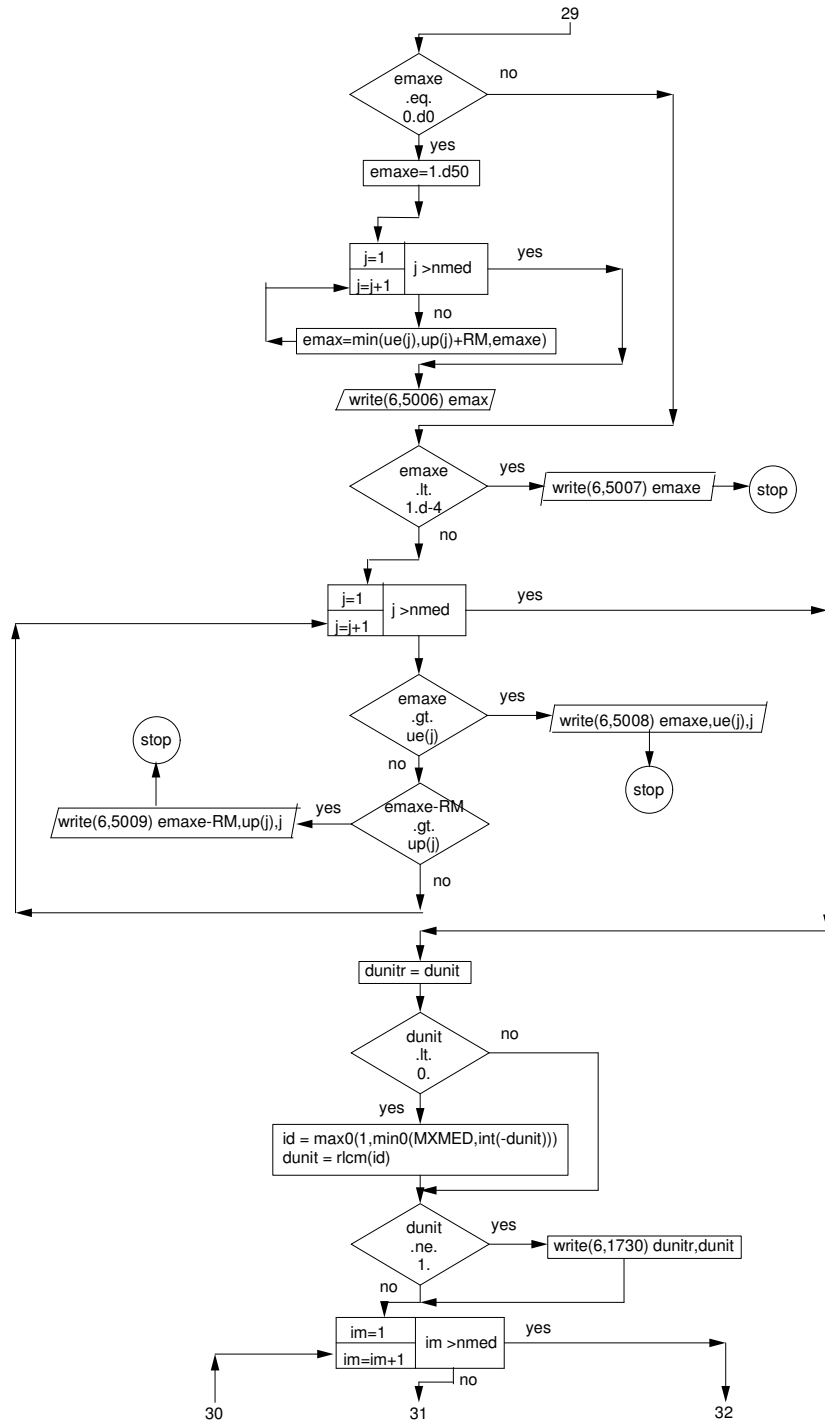 29
emaxe
.eq.
0.d0
no
yes
emaxe=1.d50
j=1
j=j+1
j >nmed
yes
no
emax=min(ue(j),up(j)+RM,emaxe)
write(6,5006) emax
emaxe
.lt.
1.d-4
yes
write(6,5007) emaxe
stop
no
j=1
j=j+1
j >nmed
yes
emaxe
.gt.
ue(j)
yes
write(6,5008) emaxe,ue(j),j
stop
no
stop
emaxe-RM
.gt.
up(j)
yes
write(6,5009) emaxe-RM,up(j),j
no
dunitr = dunit
dunit
.lt.
0.
no
yes
id = max0(1,min0(MXMED,int(-dunit)))
dunit = rlcm(id)
dunit
.ne.
1.
yes
write(6,1730) dunitr,dunit
no
im=1
im=im+1
im >nmed
yes
no
30
31
32